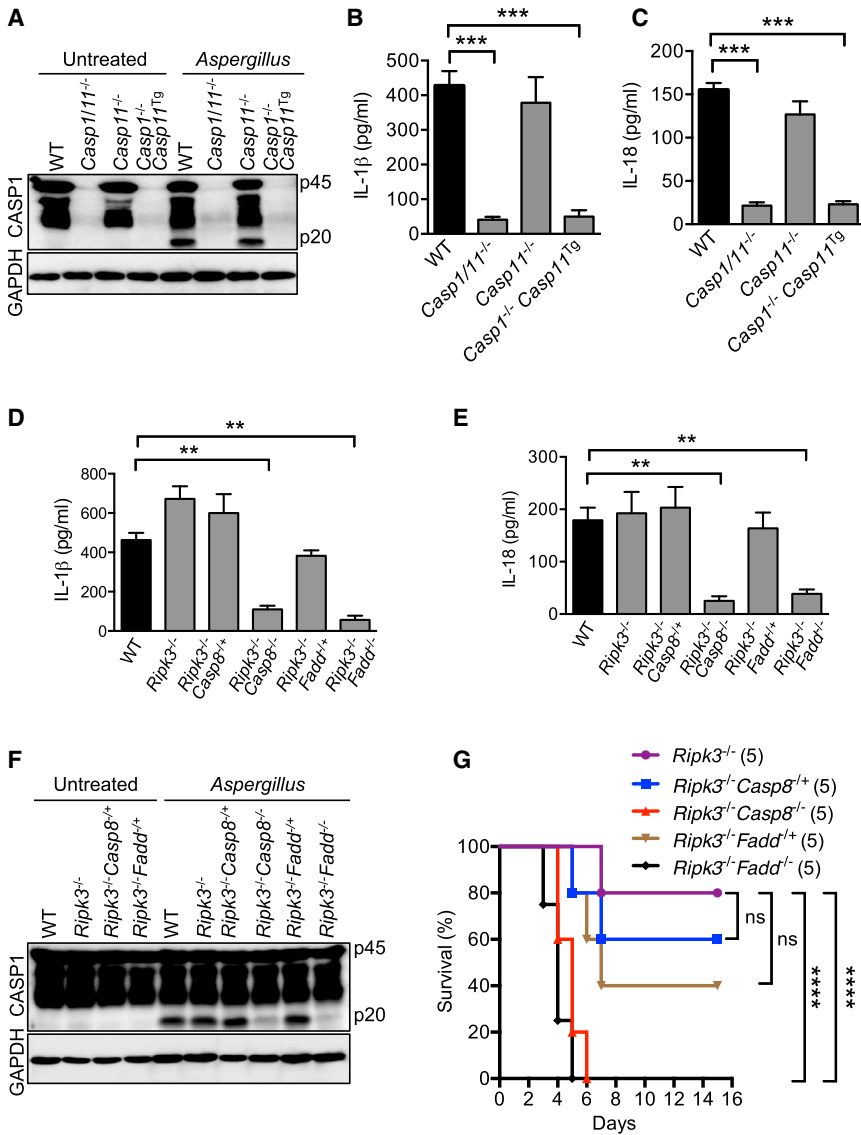 A
Untreated
Aspergillus
WT
Casp1/11-/-
Casp11-/-
Casp1-/-
Casp11Tg
WT
Casp1/11-/-
Casp11-/-
Casp1-/-
Casp11Tg
CASP1
p45
p20
GAPDH
B
***
***
IL-1β (pg/ml)
500
400
300
200
100
0
WT
Casp1/11-/-
Casp11-/-
Casp1-/- Casp11Tg
C
***
***
IL-18 (pg/ml)
200
150
100
50
0
WT
Casp1/11-/-
Casp11-/-
Casp1-/- Casp11Tg
D
**
**
IL-1β (pg/ml)
800
600
400
200
0
WT
Ripk3-/-
Ripk3-/-
Casp8-/+
Ripk3-/-
Casp8-/-
Ripk3-/-
Fadd-/+
Ripk3-/-
Fadd-/-
E
**
**
IL-18 (pg/ml)
300
200
100
0
WT
Ripk3-/-
Ripk3-/-
Casp8-/+
Ripk3-/-
Casp8-/-
Ripk3-/-
Fadd-/+
Ripk3-/-
Fadd-/-
F
Untreated
Aspergillus
WT
Ripk3-/-
Ripk3-/-Casp8-/+
Ripk3-/-Fadd-/+
WT
Ripk3-/-
Ripk3-/-Casp8-/+
Ripk3-/-Casp8-/-
Ripk3-/-Fadd-/+
Ripk3-/-Fadd-/-
CASP1
p45
p20
GAPDH
G
Ripk3-/- (5)
Ripk3-/-Casp8-/+ (5)
Ripk3-/-Casp8-/- (5)
Ripk3-/-Fadd-/+ (5)
Ripk3-/-Fadd-/- (5)
Survival (%)
100
80
60
40
20
0
ns
ns
****
****
0 2 4 6 8 10 12 14 16
Days